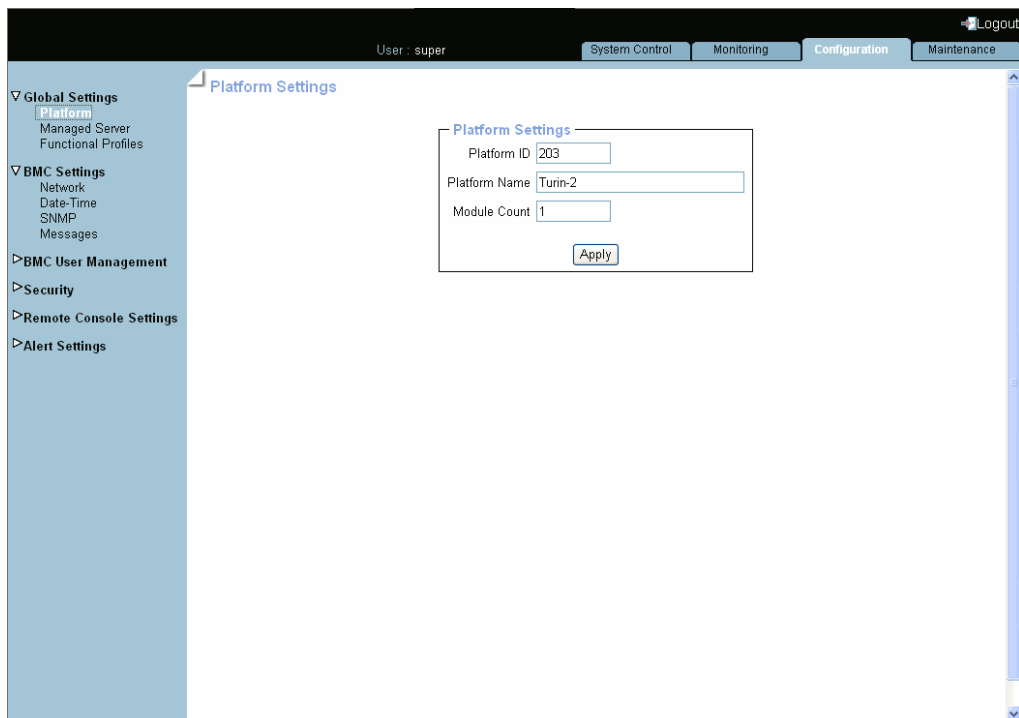 Logout
User : super
System Control
Monitoring
Configuration
Maintenance
Global Settings
Platform
Managed Server
Functional Profiles
BMC Settings
Network
Date-Time
SNMP
Messages
BMC User Management
Security
Remote Console Settings
Alert Settings
Platform Settings
Platform Settings
Platform ID 203
Platform Name Turin-2
Module Count 1
Apply